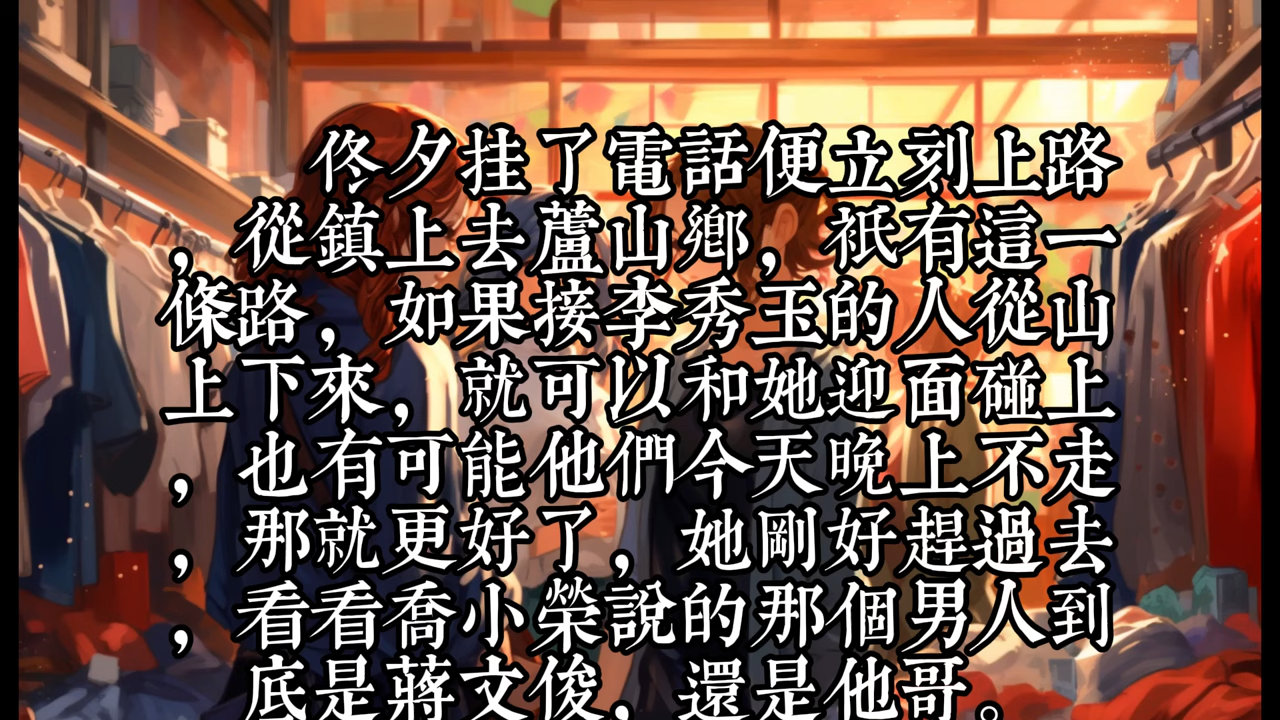 佟夕挂了電話便立刻上路
，從鎮上去蘆山鄉，祇有這一
條路，如果接李秀玉的人從山
上下來，就可以和她迎面碰上
，也有可能他們今天晚上不走
，那就更好了，她剛好趕過去
，看看喬小榮說的那個男人到
底是蔣文俊，還是他哥。